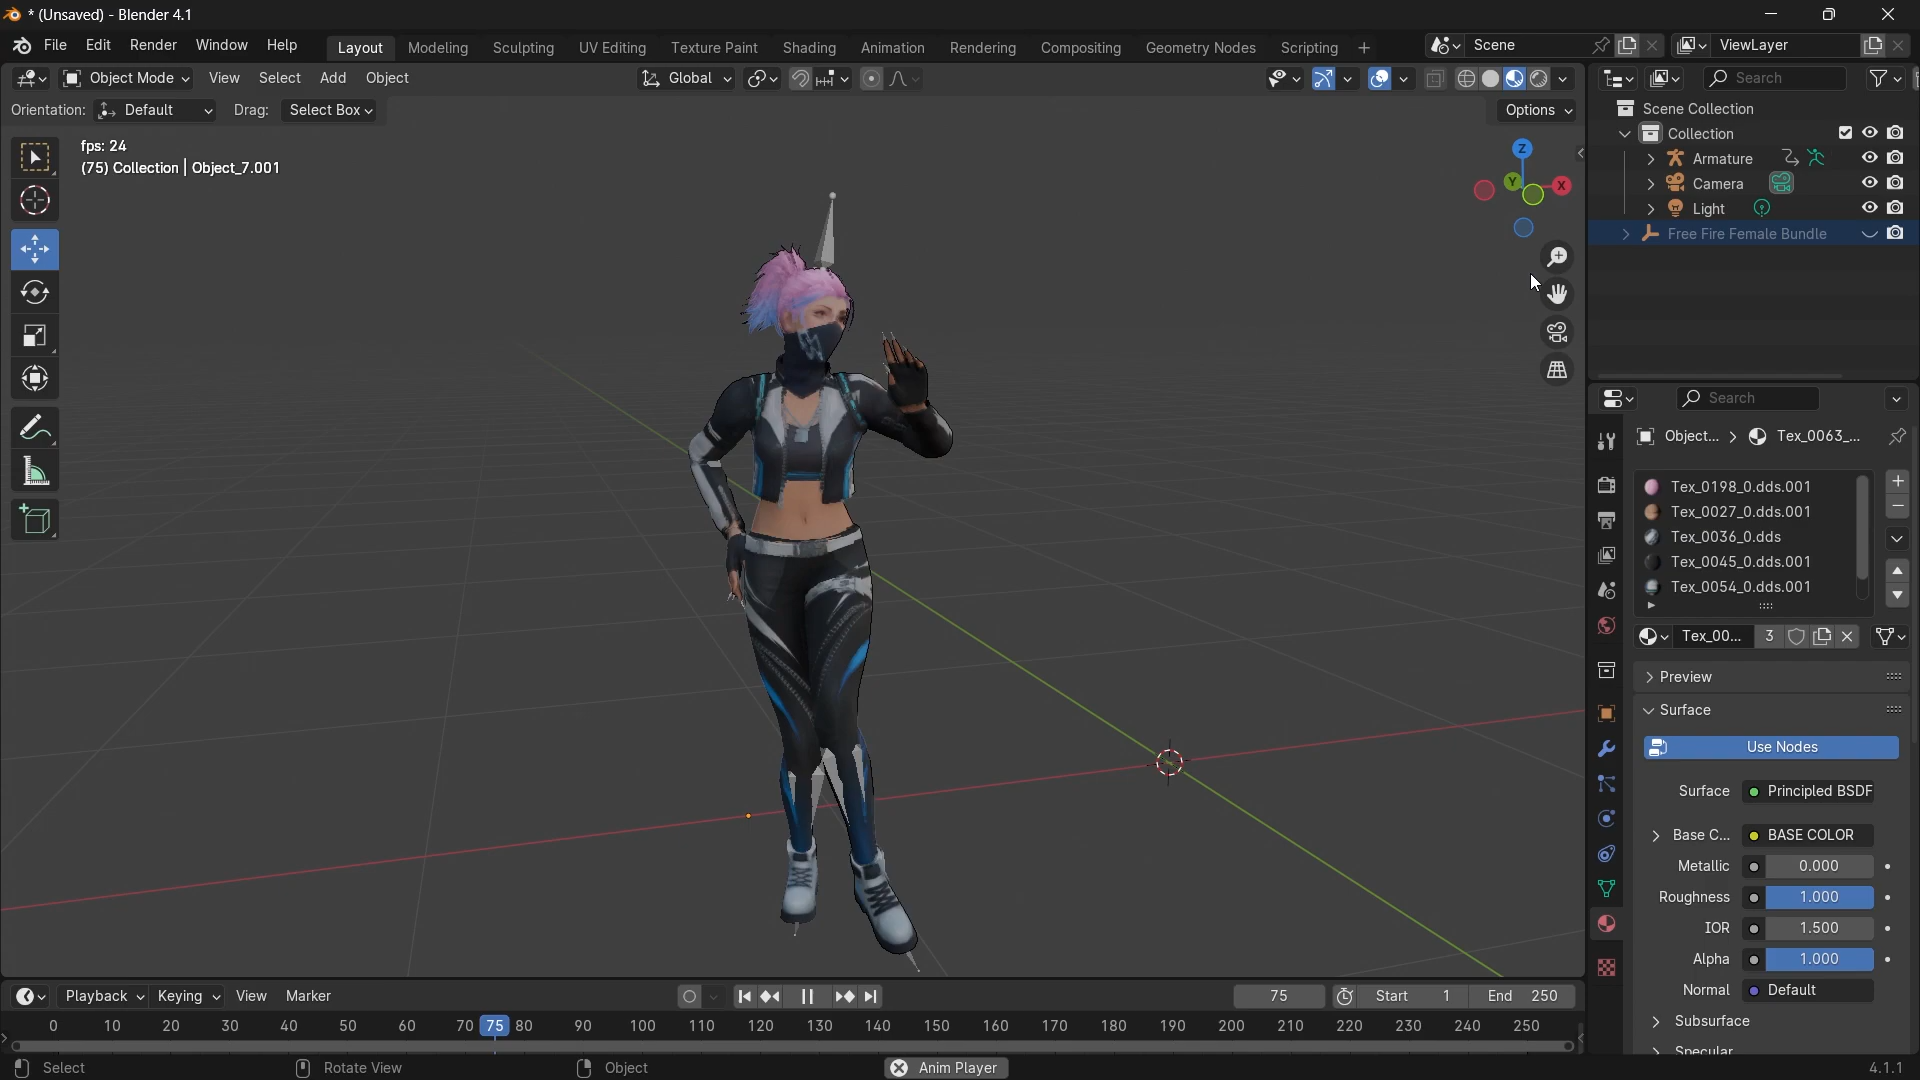 * (Unsaved) - Blender 4.1
File Edit Render Window Help
Layout Modeling Sculpting UV Editing Texture Paint Shading Animation Rendering Compositing Geometry Nodes Scripting +
Scene
ViewLayer
Object Mode View Select Add Object
Global
Search
Orientation: Default Drag: Select Box
Options
fps: 24
(75) Collection | Object_7.001
Z
Y
X
Scene Collection
Collection
Armature
Camera
Light
Free Fire Female Bundle
Search
Object... Tex_0063_...
Tex_0198_0.dds.001
Tex_0027_0.dds.001
Tex_0036_0.dds
Tex_0045_0.dds.001
Tex_0054_0.dds.001
Tex_00... 3
Preview
Surface
Use Nodes
Surface Principled BSDF
Base C... BASE COLOR
Metallic 0.000
Roughness 1.000
IOR 1.500
Alpha 1.000
Normal Default
Subsurface
Specular
Playback Keying View Marker
75 Start 1 End 250
0 10 20 30 40 50 60 70 75 80 90 100 110 120 130 140 150 160 170 180 190 200 210 220 230 240 250
Select Rotate View Object Anim Player 4.1.1